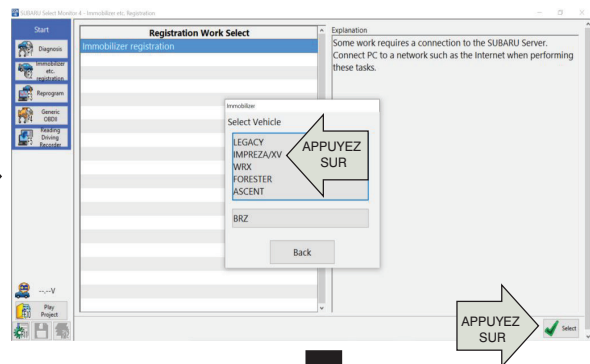 SUBARU Select Monitor 4 - Immobilizer etc. Registration
Start
Diagnosis
Immobilizer
etc.
registration
Reprogram
Generic
OBDII
Reading
Driving
Recorder
--.--V
Play
Project
Registration Work Select
Immobilizer registration
Explanation
Some work requires a connection to the SUBARU Server.
Connect PC to a network such as the Internet when performing
these tasks.
Immobilizer
Select Vehicle
LEGACY
IMPREZA/XV
WRX
FORESTER
ASCENT
BRZ
Back
APPUYEZ
SUR
APPUYEZ
SUR
Select